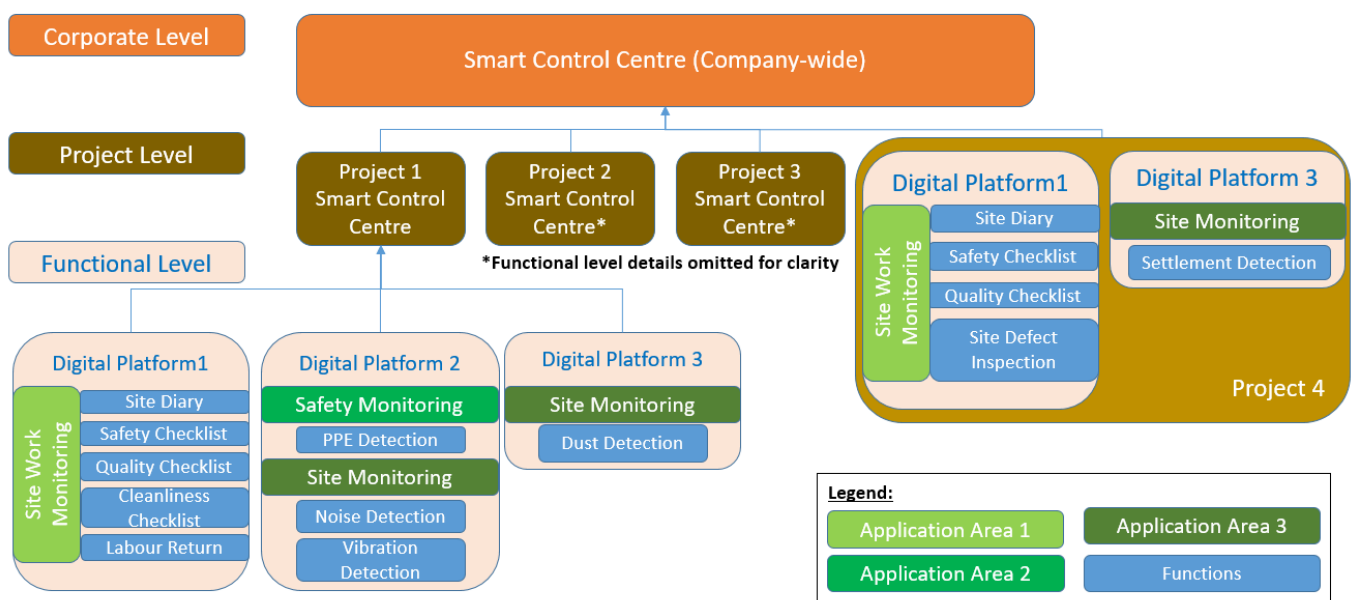 Corporate Level
Smart Control Centre (Company-wide)
Project Level
Project 1
Smart Control
Centre
Project 2
Smart Control
Centre*
Project 3
Smart Control
Centre*
*Functional level details omitted for clarity
Functional Level
Digital Platform1
Site Work
Monitoring
Site Diary
Safety Checklist
Quality Checklist
Cleanliness
Checklist
Labour Return
Digital Platform 2
Safety Monitoring
PPE Detection
Site Monitoring
Noise Detection
Vibration
Detection
Digital Platform 3
Site Monitoring
Dust Detection
Digital Platform1
Site Work
Monitoring
Site Diary
Safety Checklist
Quality Checklist
Site Defect
Inspection
Digital Platform 3
Site Monitoring
Settlement Detection
Project 4
Legend:
Application Area 1
Application Area 2
Application Area 3
Functions